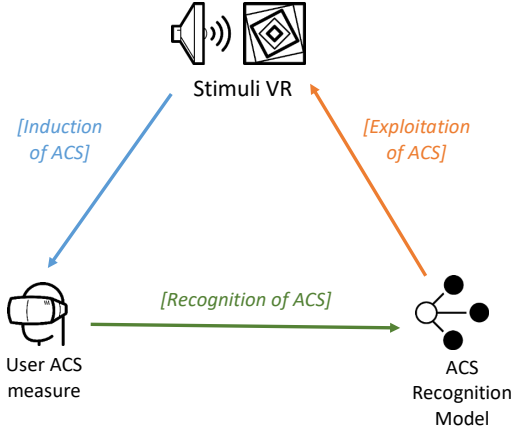 Stimuli VR
[Induction
of ACS]
[Exploitation
of ACS]
[Recognition of ACS]
User ACS
measure
ACS
Recognition
Model